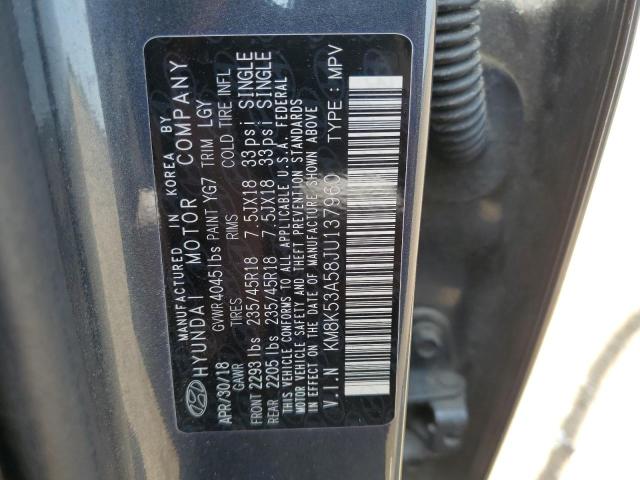 MANUFACTURED IN KOREA BY
HYUNDAI MOTOR COMPANY
APR/30/18 GVWR 4045lbs PAINT YG7 TRIM LGY
GAWR TIRES RIMS COLD TIRE INFL
FRONT 2293 lbs 235/45R18 7.5JX18 33psi SINGLE
REAR 2205 lbs 235/45R18 7.5JX18 33psi SINGLE
THIS VEHICLE CONFORMS TO ALL APPLICABLE U.S.A. FEDERAL
MOTOR VEHICLE SAFETY AND THEFT PREVENTION STANDARDS
IN EFFECT ON THE DATE OF MANUFACTURE SHOWN ABOVE
V.I.N KM8K53A58JU137960 TYPE : MPV